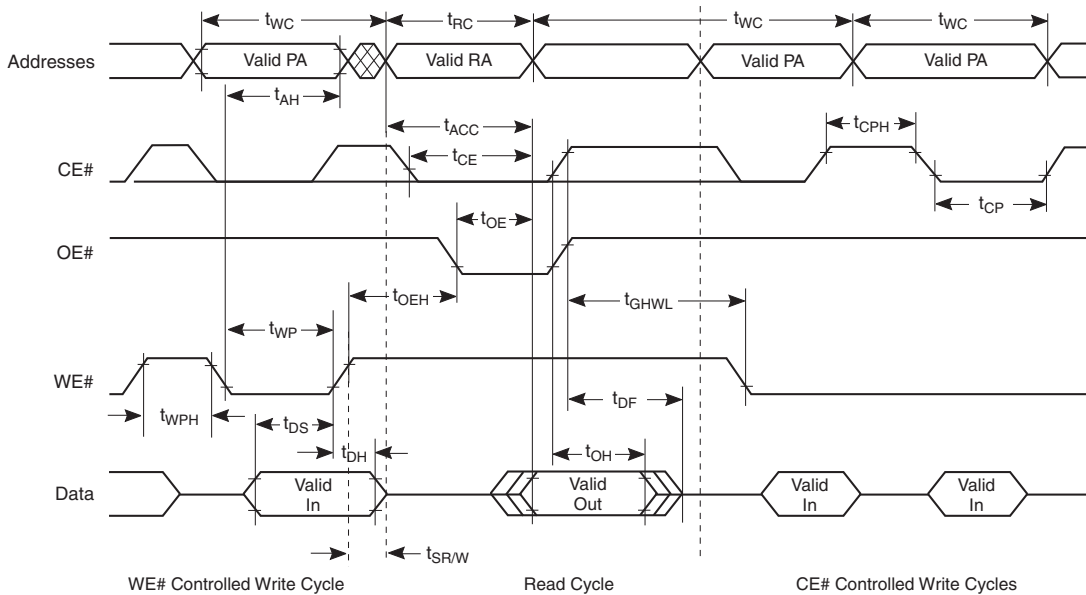 tWC tRC tWC tWC
Addresses Valid PA Valid RA Valid PA Valid PA
tAH
tACC tCPH
CE# tCE
tOE tCP
OE#
tOEH tGHWL
tWP
WE#
tWPH tDS tDF
tDH tOH
Data Valid In Valid Out Valid In Valid In
tSR/W
WE# Controlled Write Cycle Read Cycle CE# Controlled Write Cycles